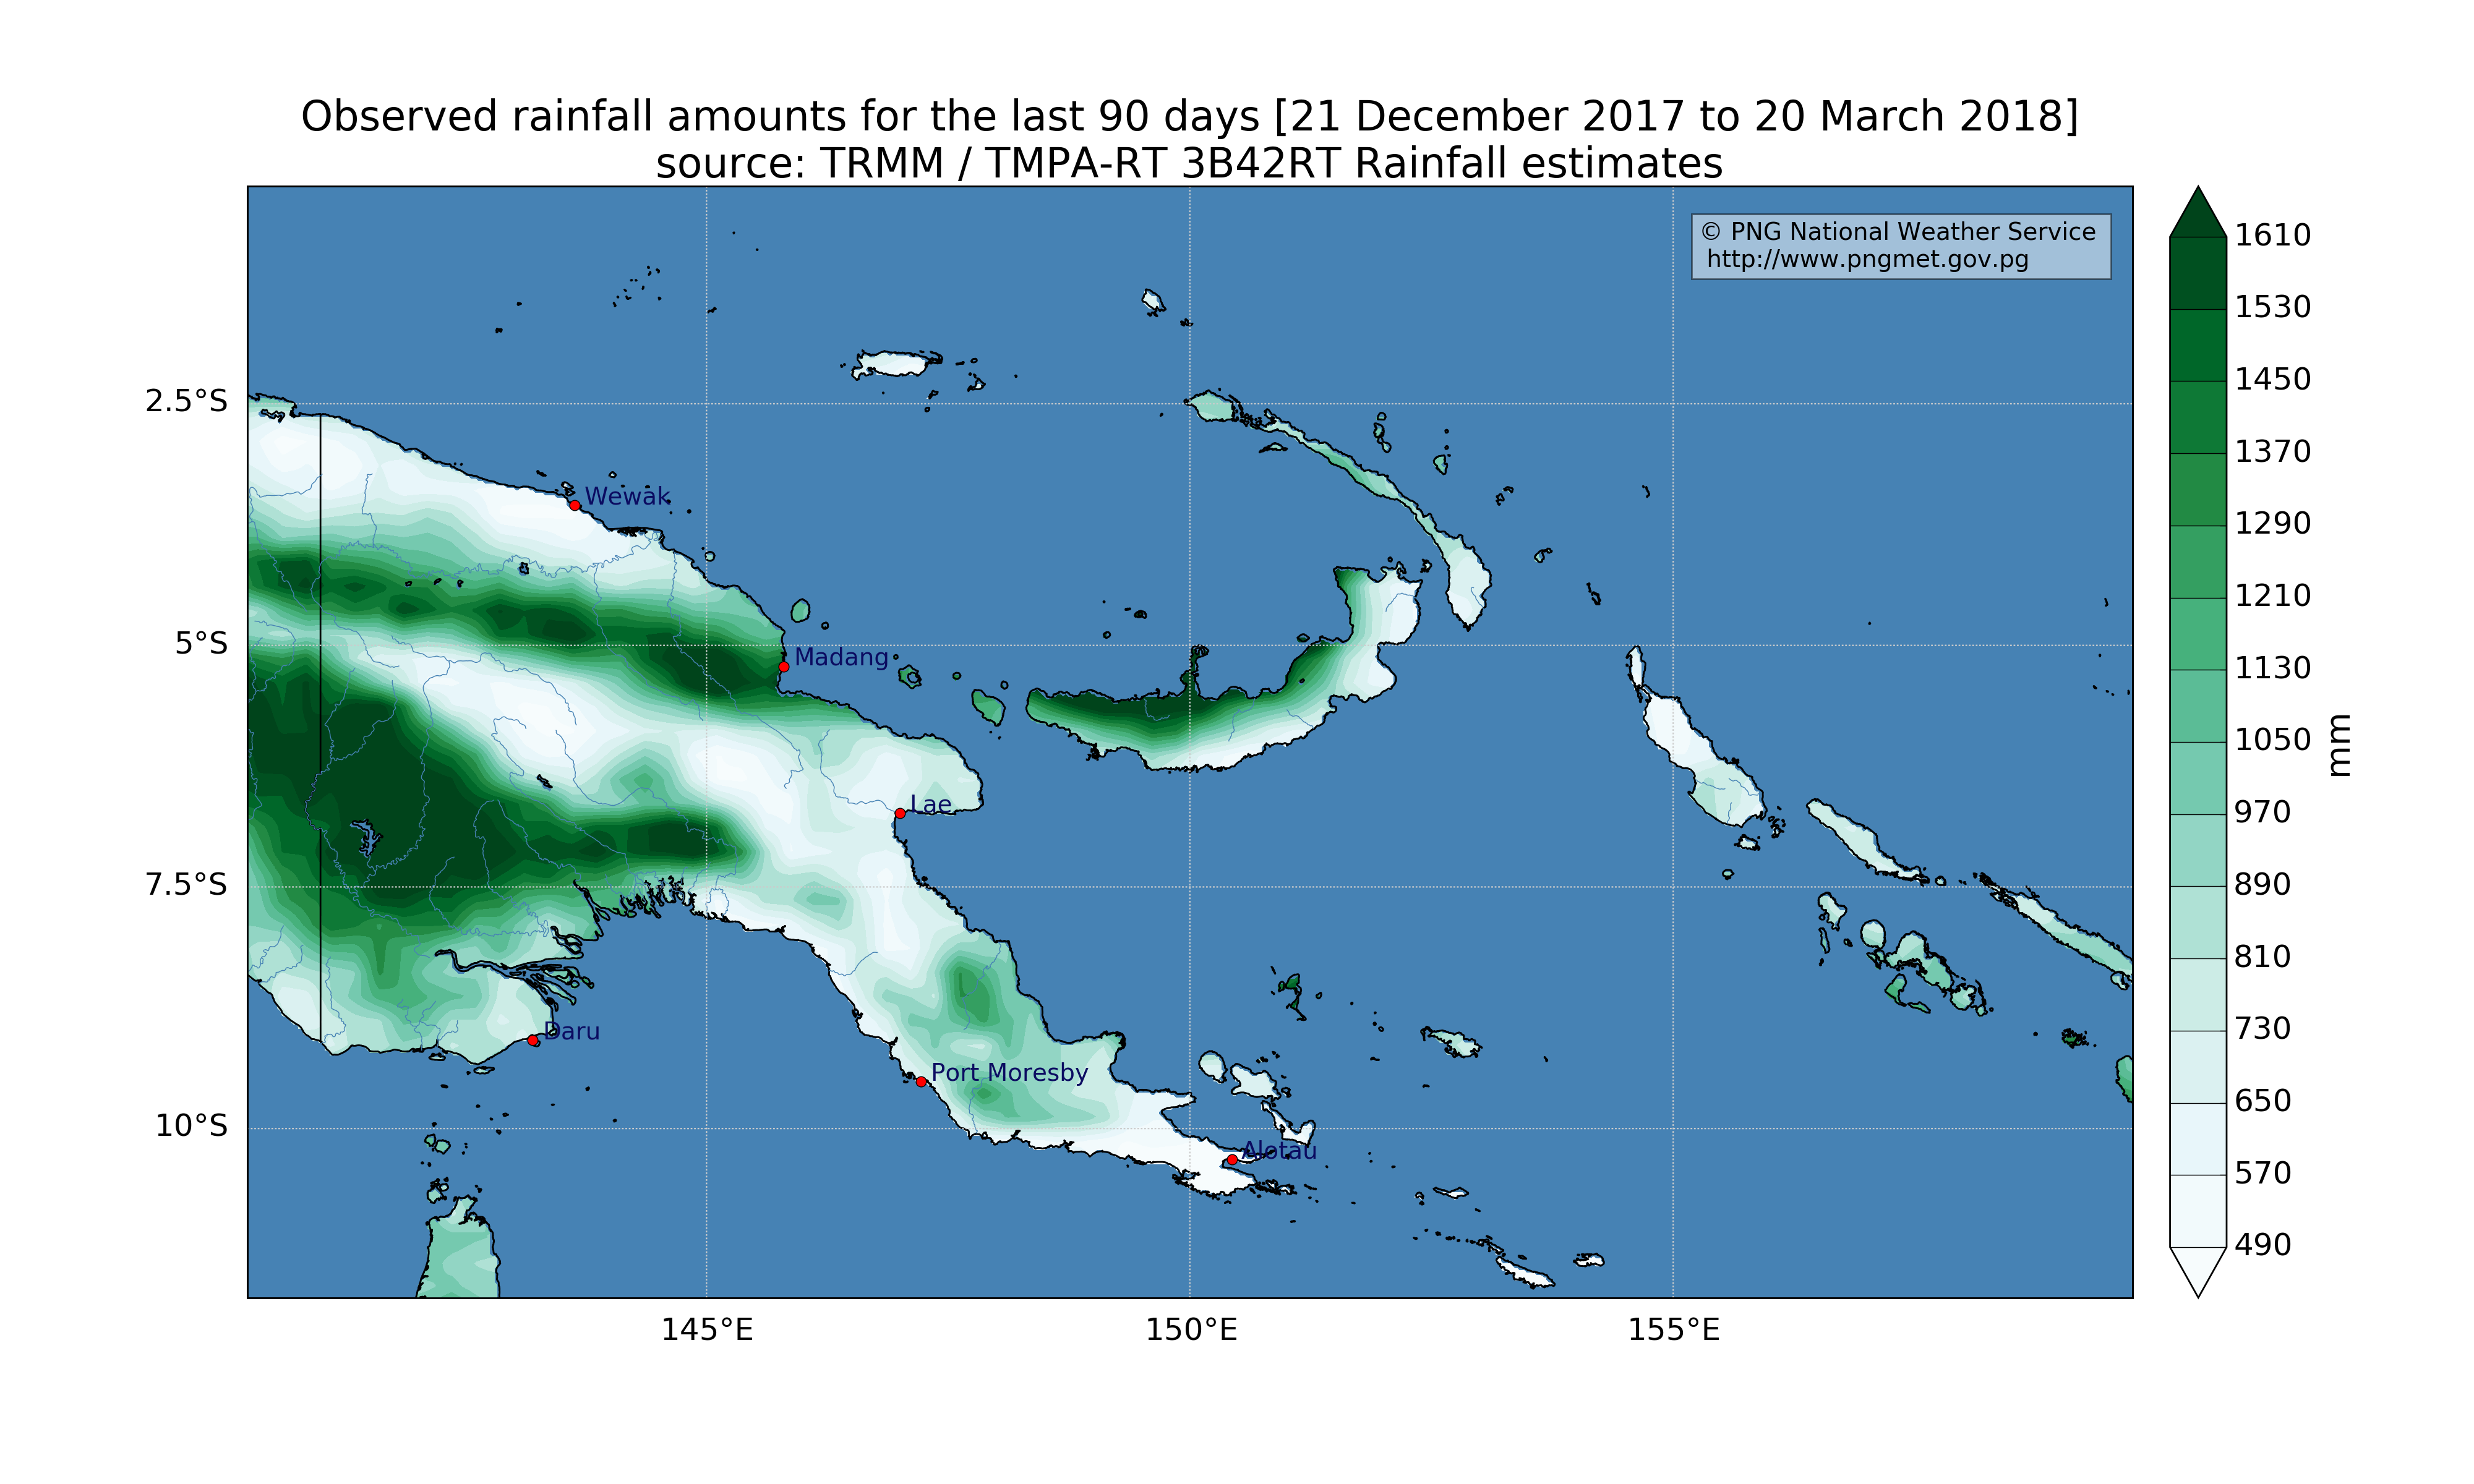 Observed rainfall amounts for the last 90 days [21 December 2017 to 20 March 2018]
source: TRMM / TMPA-RT 3B42RT Rainfall estimates
© PNG National Weather Service
http://www.pngmet.gov.pg
1610
1530
1450
1370
1290
1210
1130
1050
970
890
810
730
650
570
490
mm
2.5°S
5°S
7.5°S
10°S
Wewak
Madang
Lae
Daru
Port Moresby
Alotau
145°E
150°E
155°E